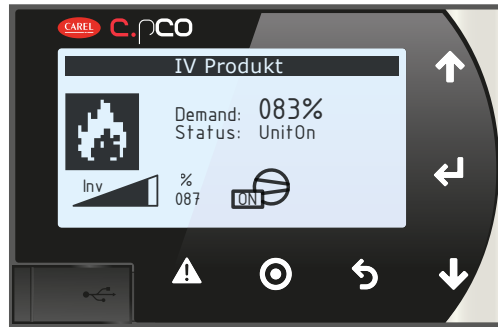 CAREL c.pCO
IV Produkt
Demand: 083%
Status: UnitOn
Inv
%
087
ON